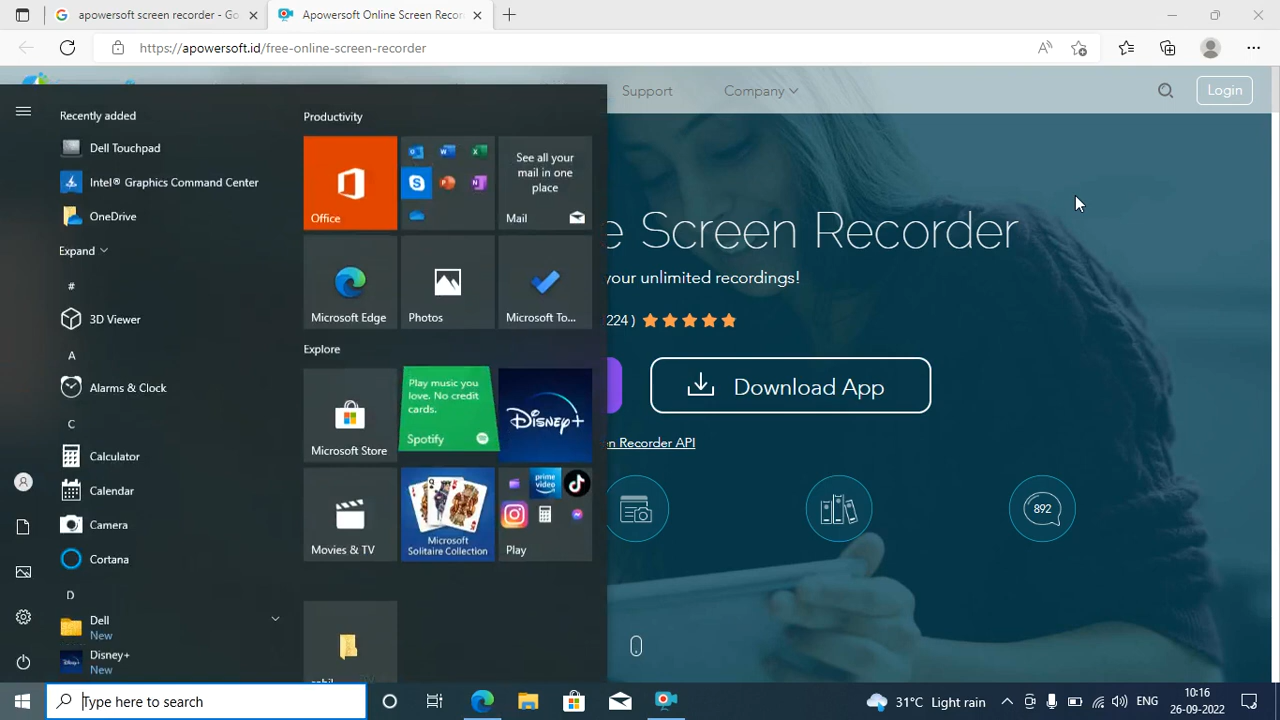 apowersoft screen recorder - Go
Apowersoft Online Screen Recor
https://apowersoft.id/free-online-screen-recorder
Support
Company
Login
Recently added
Dell Touchpad
Intel® Graphics Command Center
OneDrive
Expand
#
3D Viewer
A
Alarms & Clock
C
Calculator
Calendar
Camera
Cortana
D
Dell
New
Disney+
New
Productivity
Office
See all your
mail in one
place
Mail
Microsoft Edge
Photos
Microsoft To...
Explore
Microsoft Store
Play music you
love. No credit
cards.
Spotify
Disney+
Movies & TV
Microsoft
Solitaire Collection
prime
video
Play
e Screen Recorder
your unlimited recordings!
224 )
Download App
en Recorder API
892
Type here to search
31°C Light rain
ENG
10:16
26-09-2022